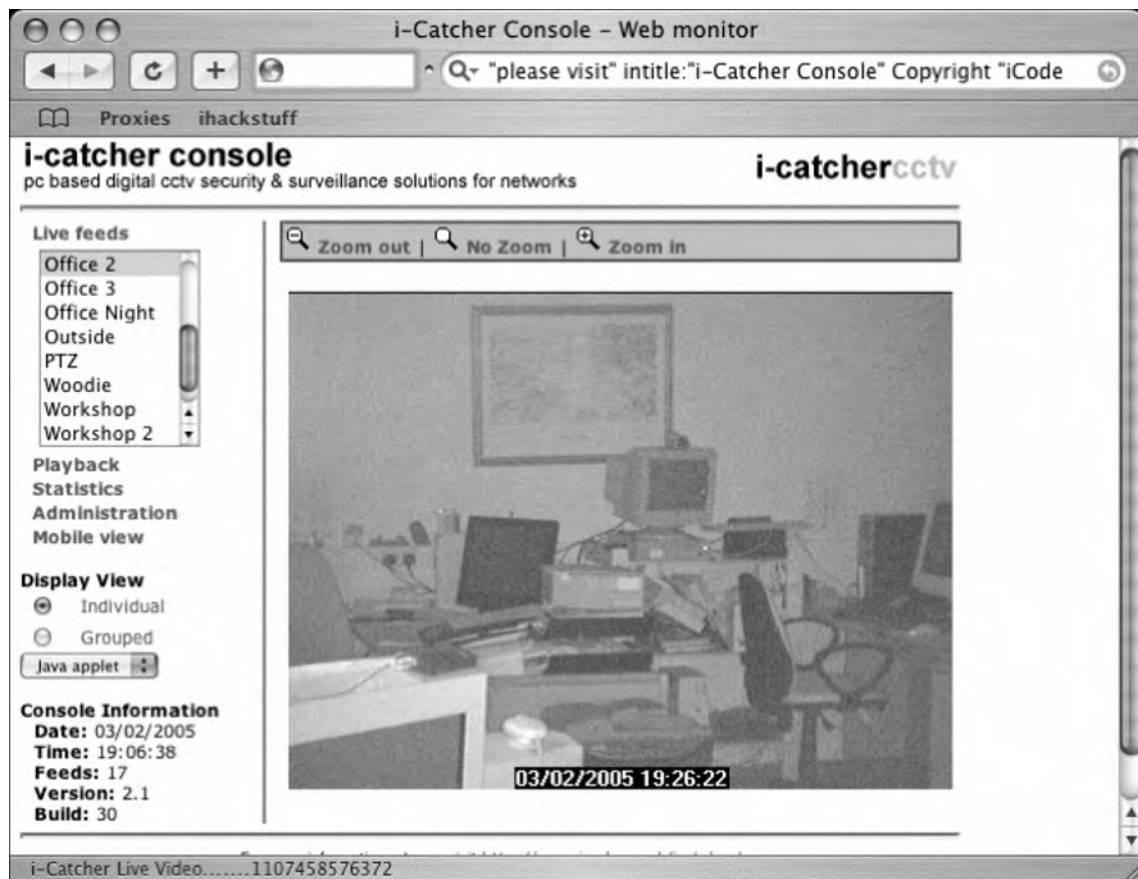 i-Catcher Console – Web monitor
"please visit" intitle:"i-Catcher Console" Copyright "iCode
Proxies ihackstuff
i-catcher console
pc based digital cctv security & surveillance solutions for networks
i-catchercctv
Live feeds
Office 2
Office 3
Office Night
Outside
PTZ
Woodie
Workshop
Workshop 2
Playback
Statistics
Administration
Mobile view
Display View
Individual
Grouped
Java applet
Console Information
Date: 03/02/2005
Time: 19:06:38
Feeds: 17
Version: 2.1
Build: 30
Zoom out | No Zoom | Zoom in
03/02/2005 19:26:22
i-Catcher Live Video.......1107458576372